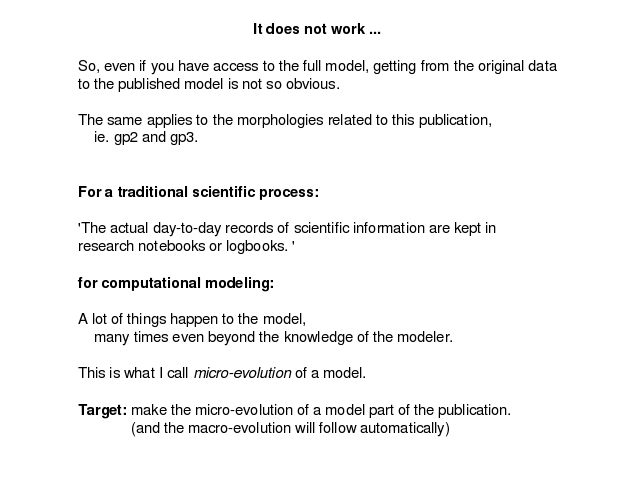 It does not work ...
So, even if you have access to the full model, getting from the original data
to the published model is not so obvious.
The same applies to the morphologies related to this publication,
ie. gp2 and gp3.
For a traditional scientific process:
'The actual day-to-day records of scientific information are kept in
research notebooks or logbooks. '
for computational modeling:
A lot of things happen to the model,
many times even beyond the knowledge of the modeler.
This is what I call micro-evolution of a model.
Target: make the micro-evolution of a model part of the publication.
(and the macro-evolution will follow automatically)